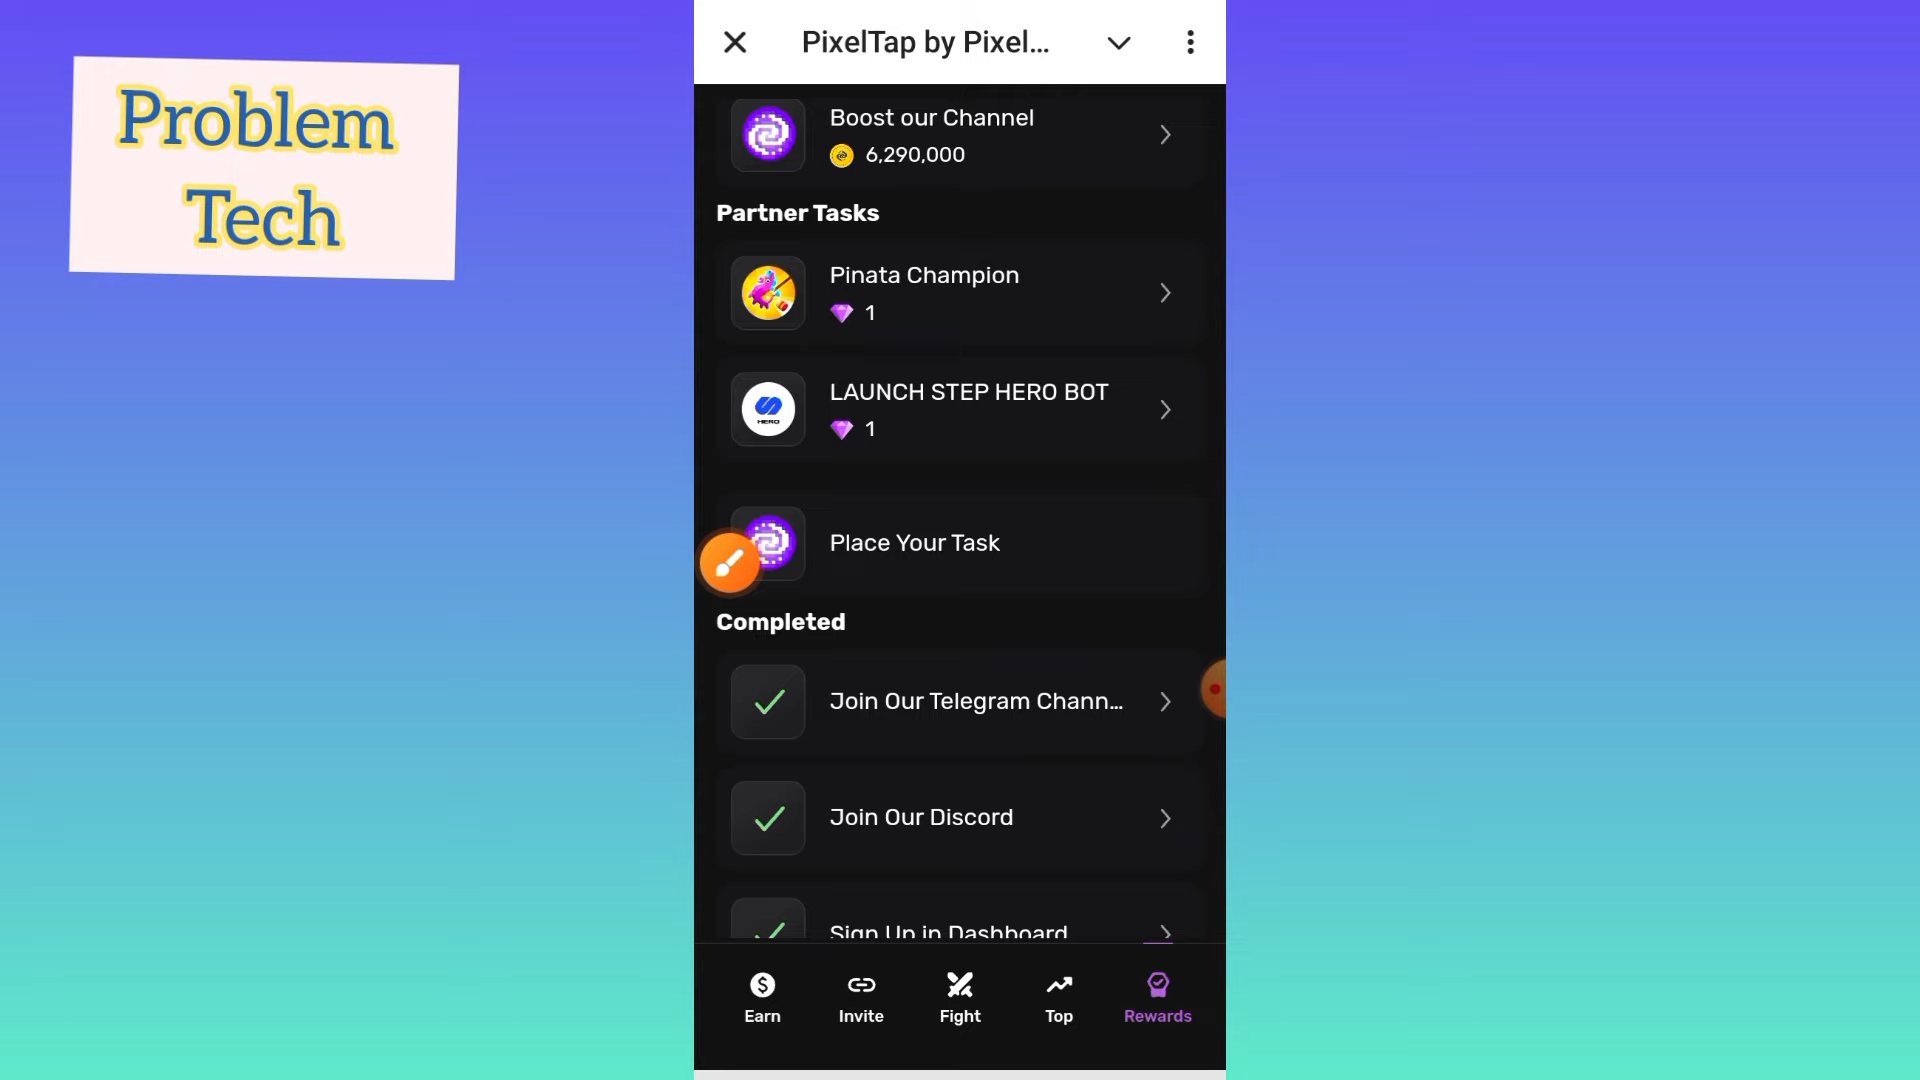 Problem
Tech
PixelTap by Pixel...
Boost our Channel
6,290,000
Partner Tasks
Pinata Champion
1
LAUNCH STEP HERO BOT
HERO
1
Place Your Task
Completed
Join Our Telegram Chann...
Join Our Discord
Sign Up in Dashboard
Earn
Invite
Fight
Top
Rewards